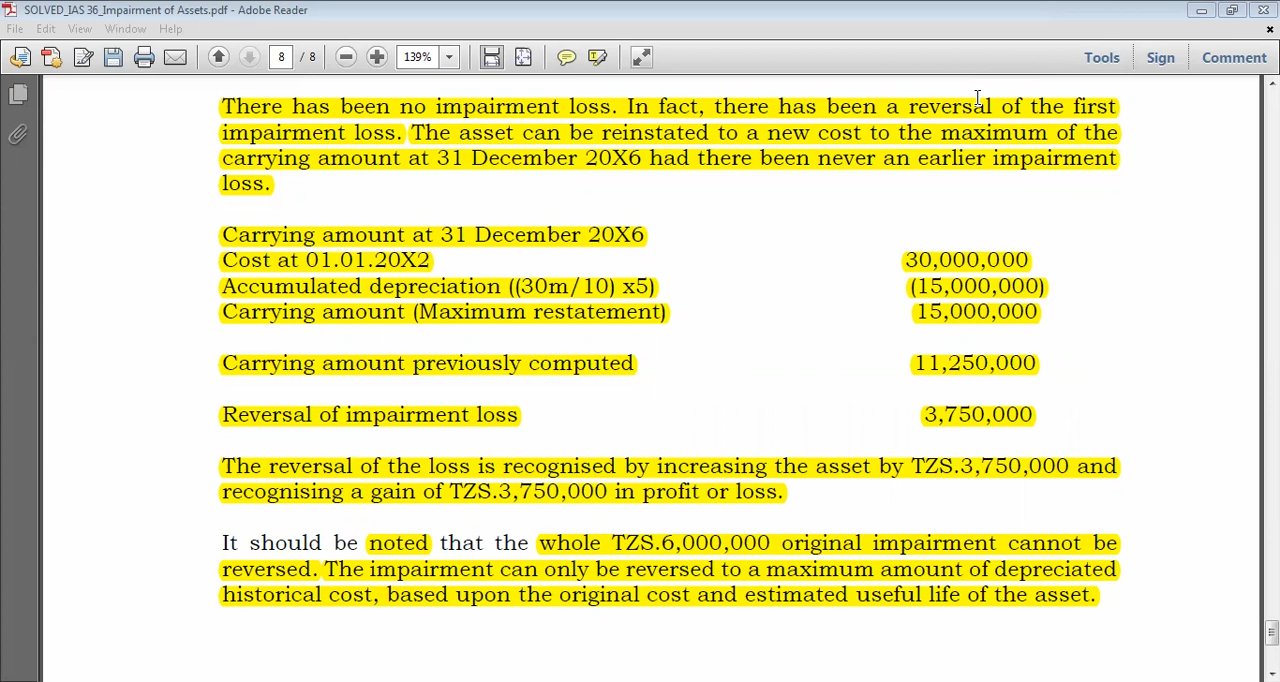 SOLVED_IAS 36_Impairment of Assets.pdf - Adobe Reader
File Edit View Window Help
8 / 8 139% Tools Sign Comment
There has been no impairment loss. In fact, there has been a reversal of the first
impairment loss. The asset can be reinstated to a new cost to the maximum of the
carrying amount at 31 December 20X6 had there been never an earlier impairment
loss.
Carrying amount at 31 December 20X6
Cost at 01.01.20X2 30,000,000
Accumulated depreciation ((30m/10) x5) (15,000,000)
Carrying amount (Maximum restatement) 15,000,000
Carrying amount previously computed 11,250,000
Reversal of impairment loss 3,750,000
The reversal of the loss is recognised by increasing the asset by TZS.3,750,000 and
recognising a gain of TZS.3,750,000 in profit or loss.
It should be noted that the whole TZS.6,000,000 original impairment cannot be
reversed. The impairment can only be reversed to a maximum amount of depreciated
historical cost, based upon the original cost and estimated useful life of the asset.